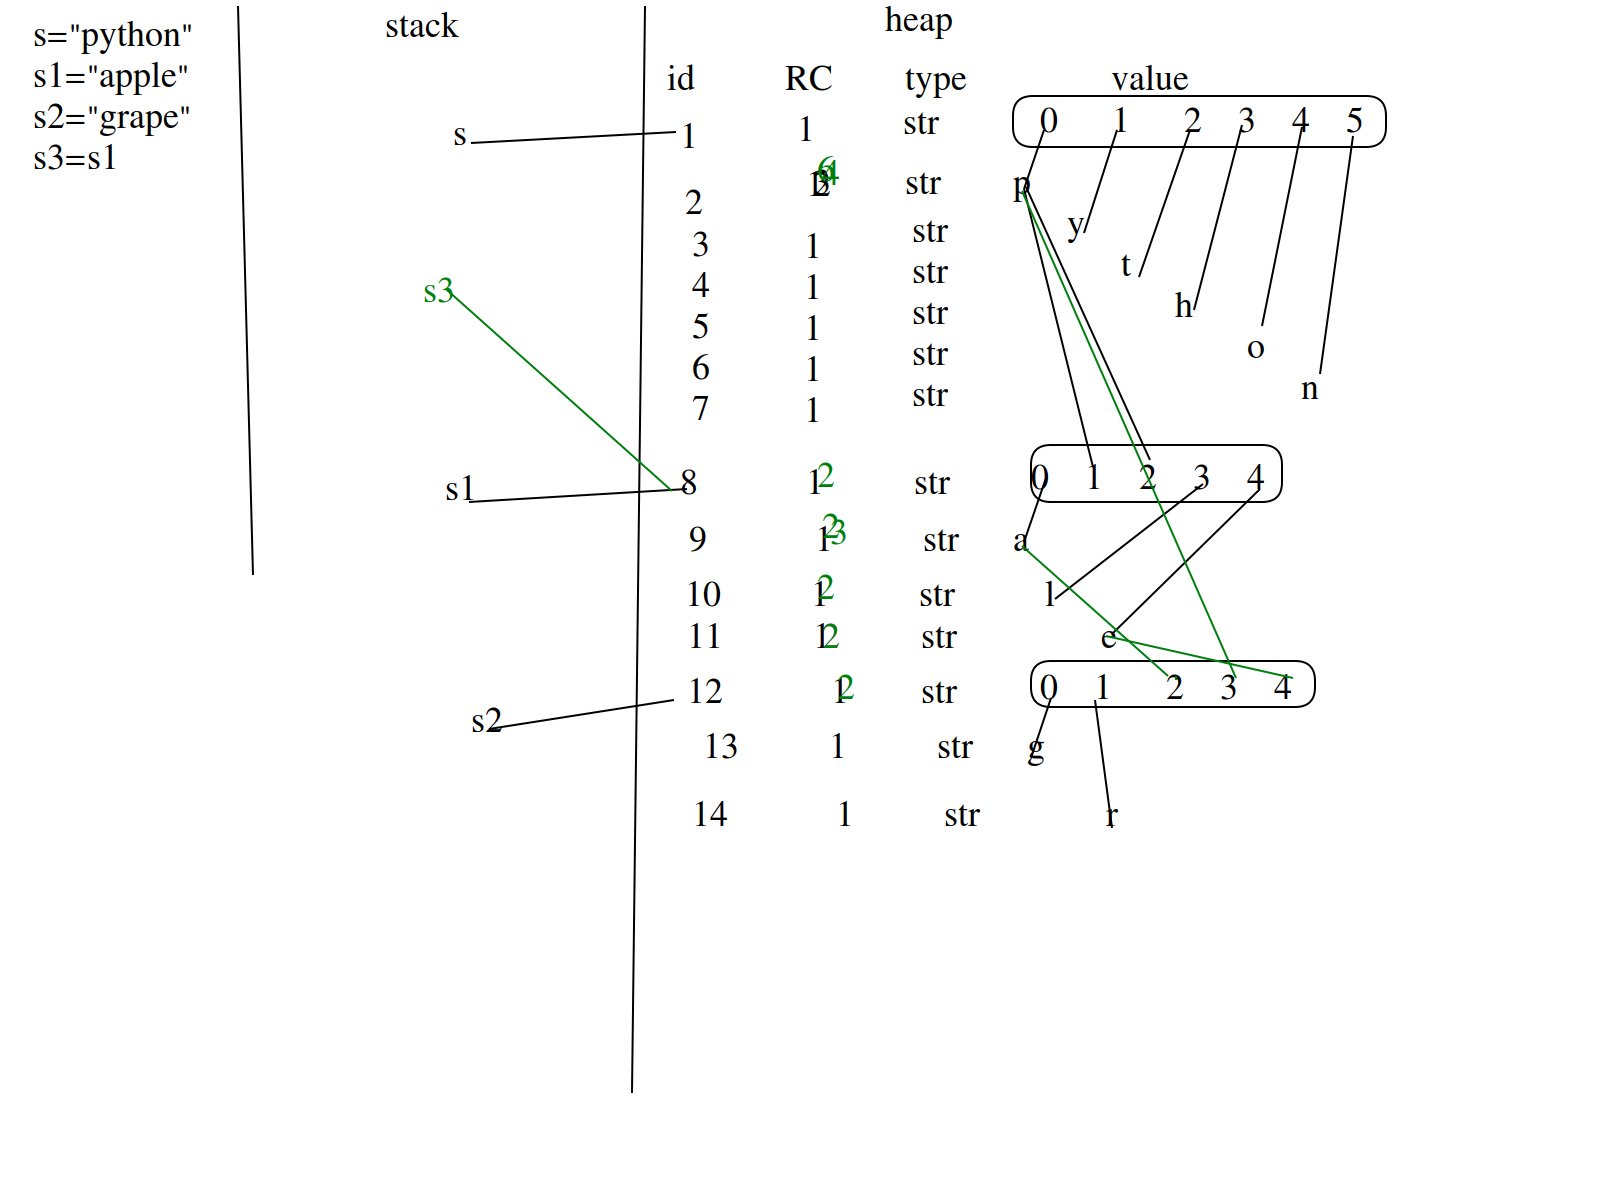 s="python"
s1="apple"
s2="grape"
s3=s1
stack
heap
id RC type value
s 1 1 str 0 1 2 3 4 5
2 str p
3 1 str y
4 1 str t
5 1 str h
6 1 str o
7 1 str n
s3
s1 8 1 2 str 0 1 2 3 4
9 1 2 3 str a
10 1 2 str l
11 1 2 str e
s2 12 1 2 str 0 1 2 3 4
13 1 str g
14 1 str r